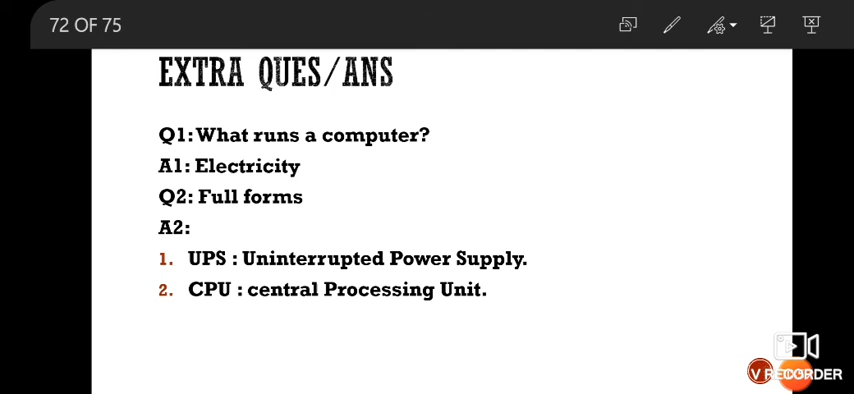 72 OF 75
EXTRA QUES/ANS
Q1: What runs a computer?
A1: Electricity
Q2: Full forms
A2:
1. UPS : Uninterrupted Power Supply.
2. CPU : central Processing Unit.
V RECORDER